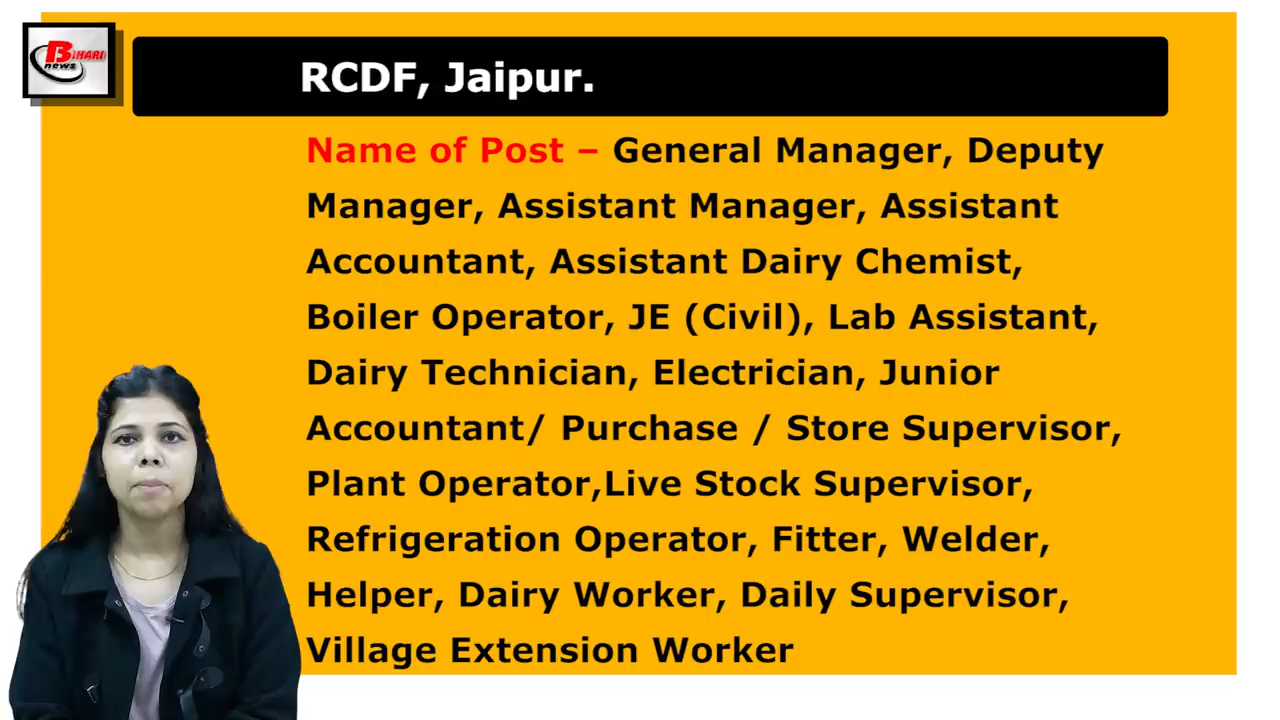 BIHARI
news
RCDF, Jaipur.
Name of Post – General Manager, Deputy
Manager, Assistant Manager, Assistant
Accountant, Assistant Dairy Chemist,
Boiler Operator, JE (Civil), Lab Assistant,
Dairy Technician, Electrician, Junior
Accountant/ Purchase / Store Supervisor,
Plant Operator,Live Stock Supervisor,
Refrigeration Operator, Fitter, Welder,
Helper, Dairy Worker, Daily Supervisor,
Village Extension Worker